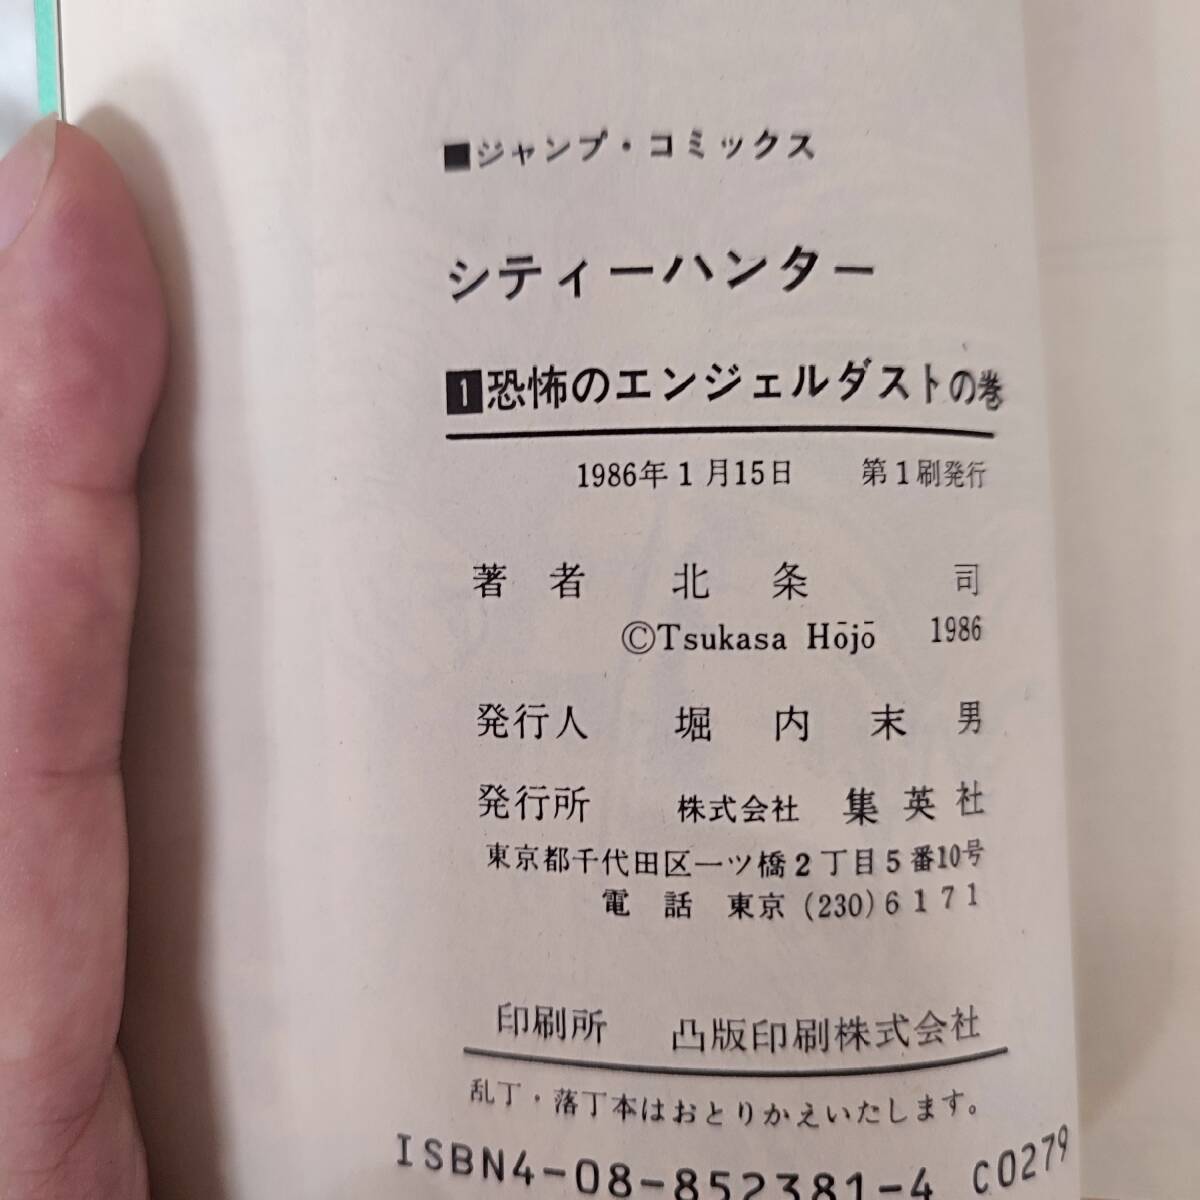 ■ジャンプ・コミックス
シティーハンター
1恐怖のエンジェルダストの巻
1986年1月15日 第1刷発行
著者 北条 司
©Tsukasa Hōjō 1986
発行人 堀内末男
発行所 株式会社 集英社
東京都千代田区一ツ橋2丁目5番10号
電話 東京(230)6171
印刷所 凸版印刷株式会社
乱丁・落丁本はおとりかえいたします。
ISBN4-08-852381-4 C0279